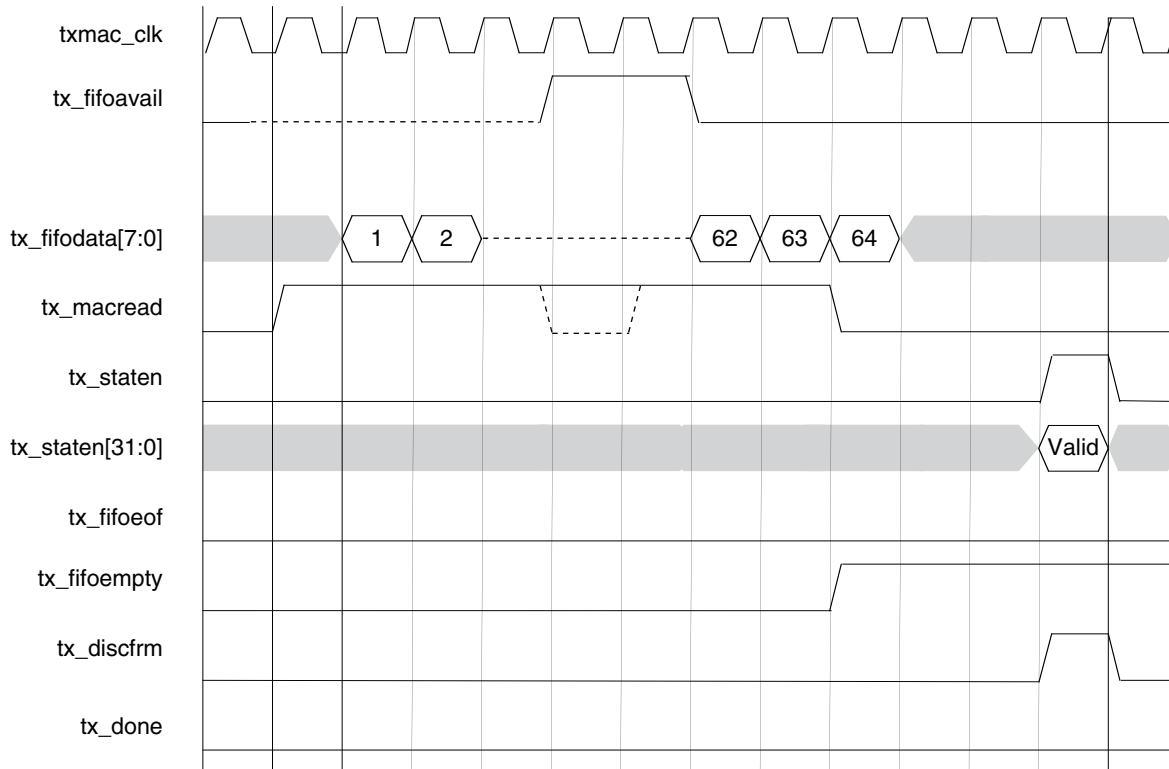 txmac_clk
tx_fifoavail
tx_fifodata[7:0] 1 2 62 63 64
tx_macread
tx_staten
tx_staten[31:0] Valid
tx_fifoeof
tx_fifoempty
tx_discfrm
tx_done